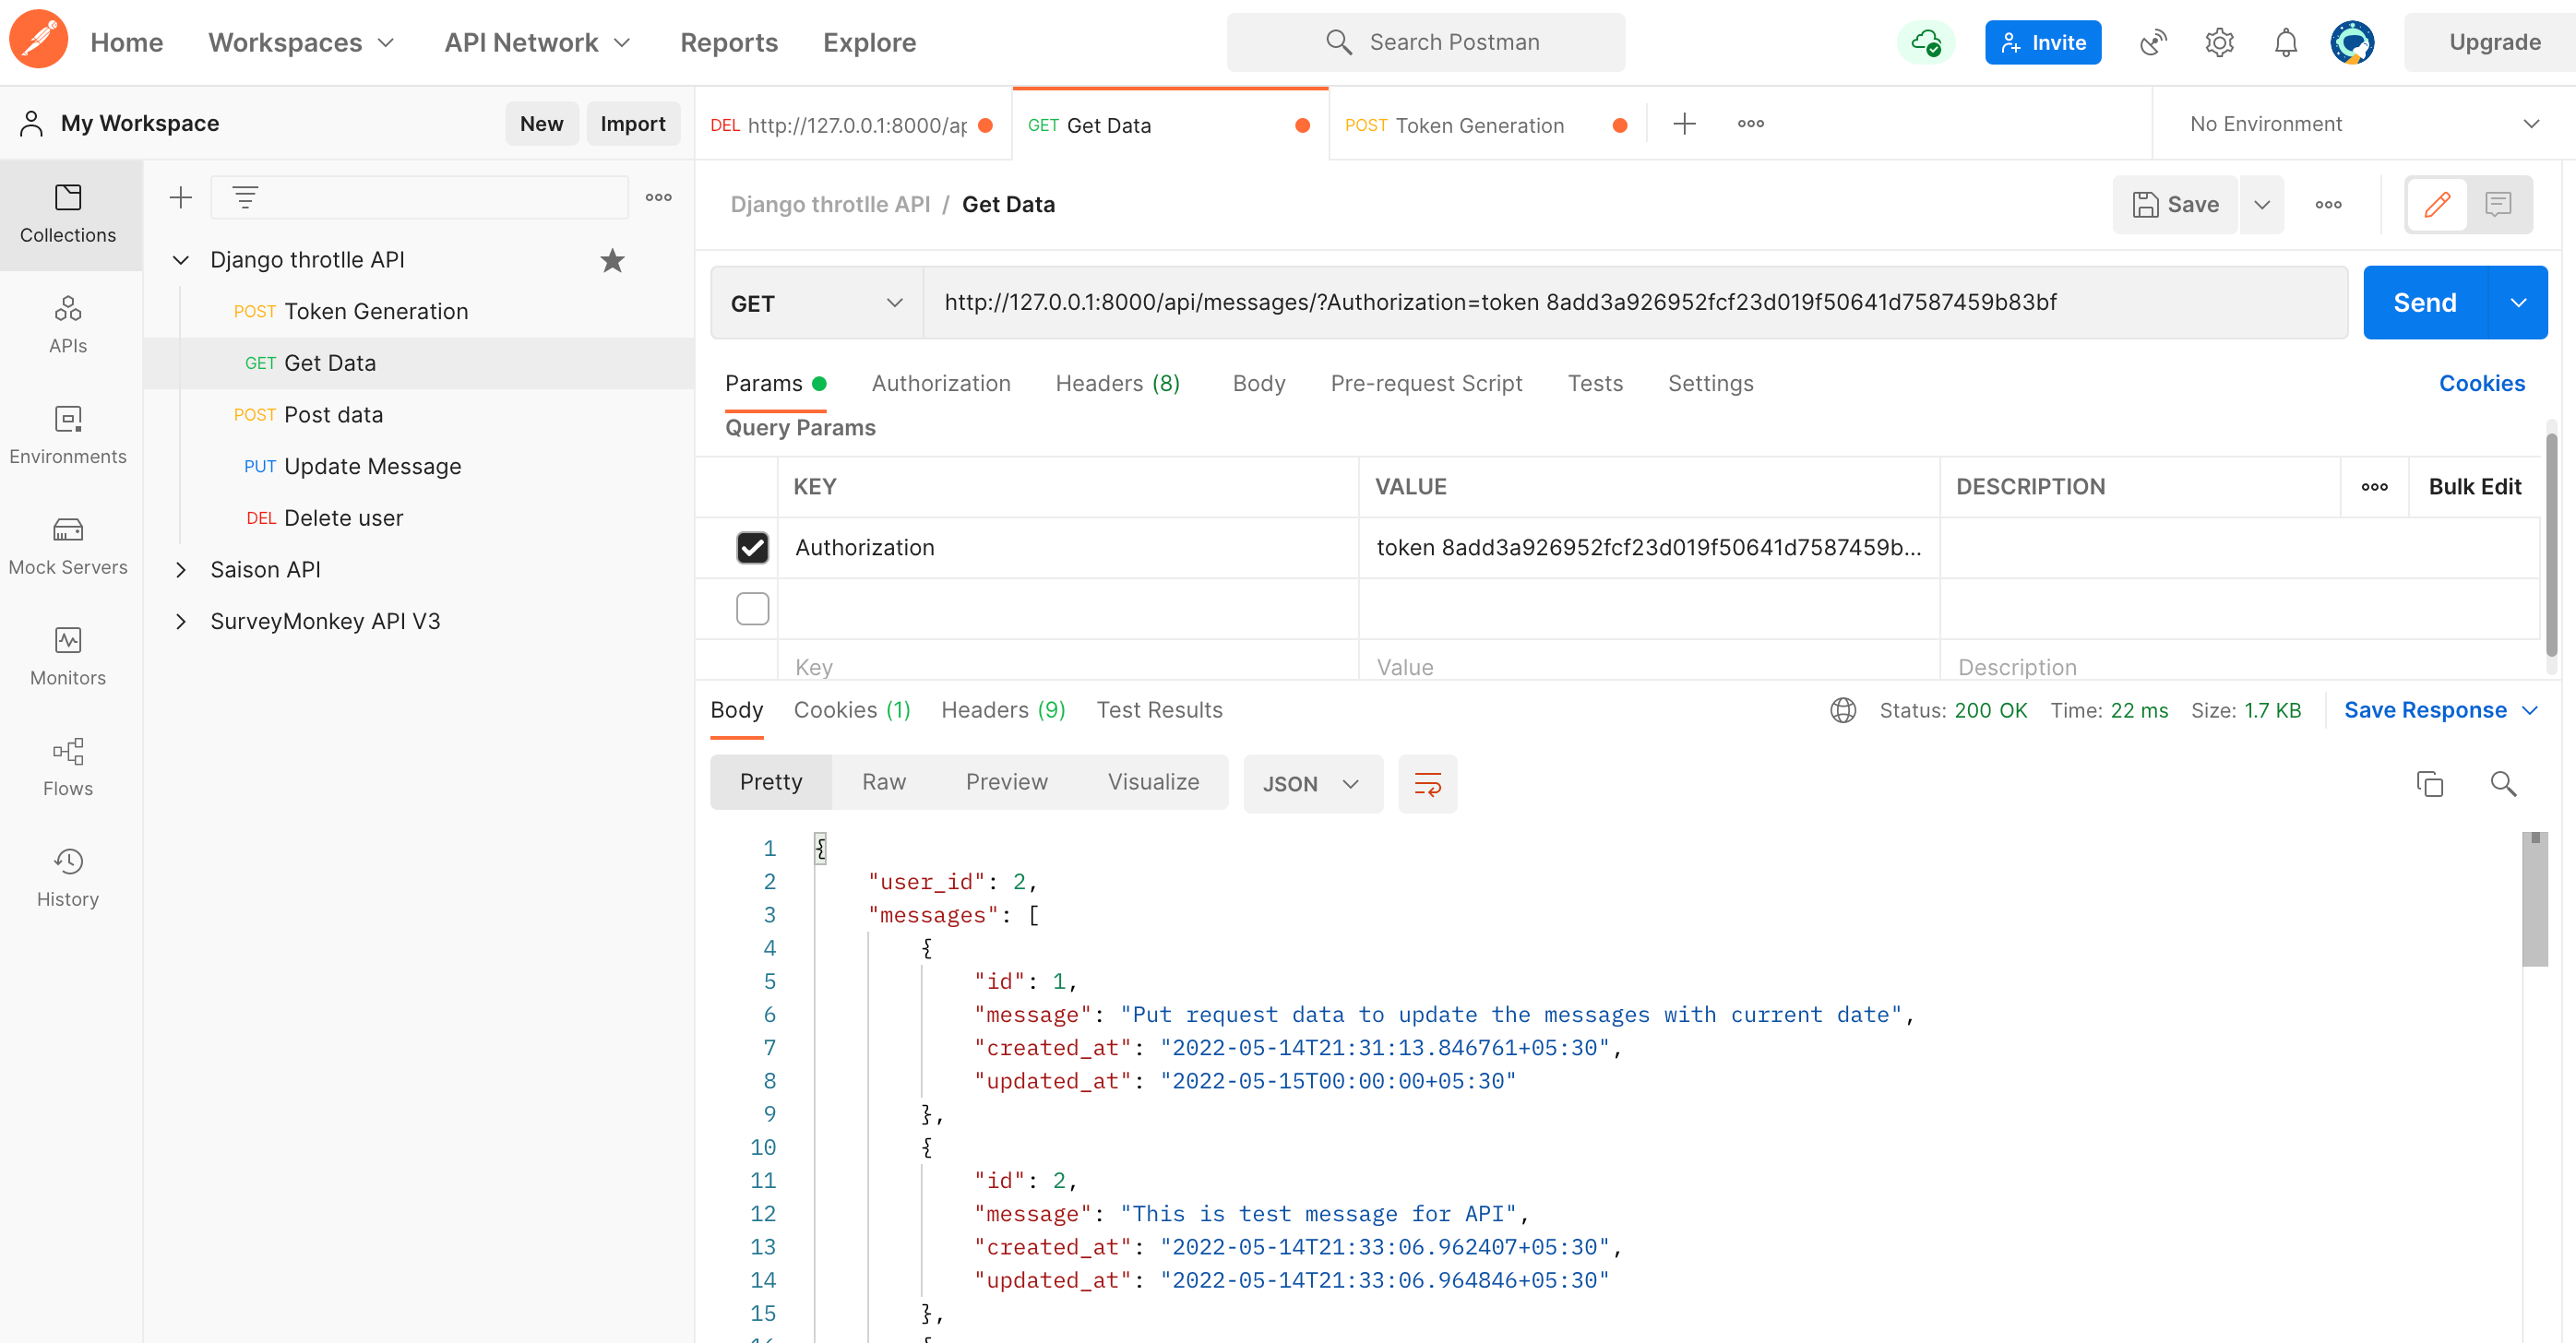 Home Workspaces API Network Reports Explore Search Postman Invite Upgrade
My Workspace New Import
DEL http://127.0.0.1:8000/ap GET Get Data POST Token Generation No Environment
Collections
APIs
Environments
Mock Servers
Monitors
Flows
History
Django throtlle API
POST Token Generation
GET Get Data
POST Post data
PUT Update Message
DEL Delete user
Saison API
SurveyMonkey API V3
Django throtlle API / Get Data Save
GET http://127.0.0.1:8000/api/messages/?Authorization=token 8add3a926952fcf23d019f50641d7587459b83bf Send
Params Authorization Headers (8) Body Pre-request Script Tests Settings Cookies
Query Params
KEY VALUE DESCRIPTION Bulk Edit
Authorization token 8add3a926952fcf23d019f50641d7587459b...
Key Value Description
Body Cookies (1) Headers (9) Test Results Status: 200 OK Time: 22 ms Size: 1.7 KB Save Response
Pretty Raw Preview Visualize JSON
1 {
2 "user_id": 2,
3 "messages": [
4 {
5 "id": 1,
6 "message": "Put request data to update the messages with current date",
7 "created_at": "2022-05-14T21:31:13.846761+05:30",
8 "updated_at": "2022-05-15T00:00:00+05:30"
9 },
10 {
11 "id": 2,
12 "message": "This is test message for API",
13 "created_at": "2022-05-14T21:33:06.962407+05:30",
14 "updated_at": "2022-05-14T21:33:06.964846+05:30"
15 },